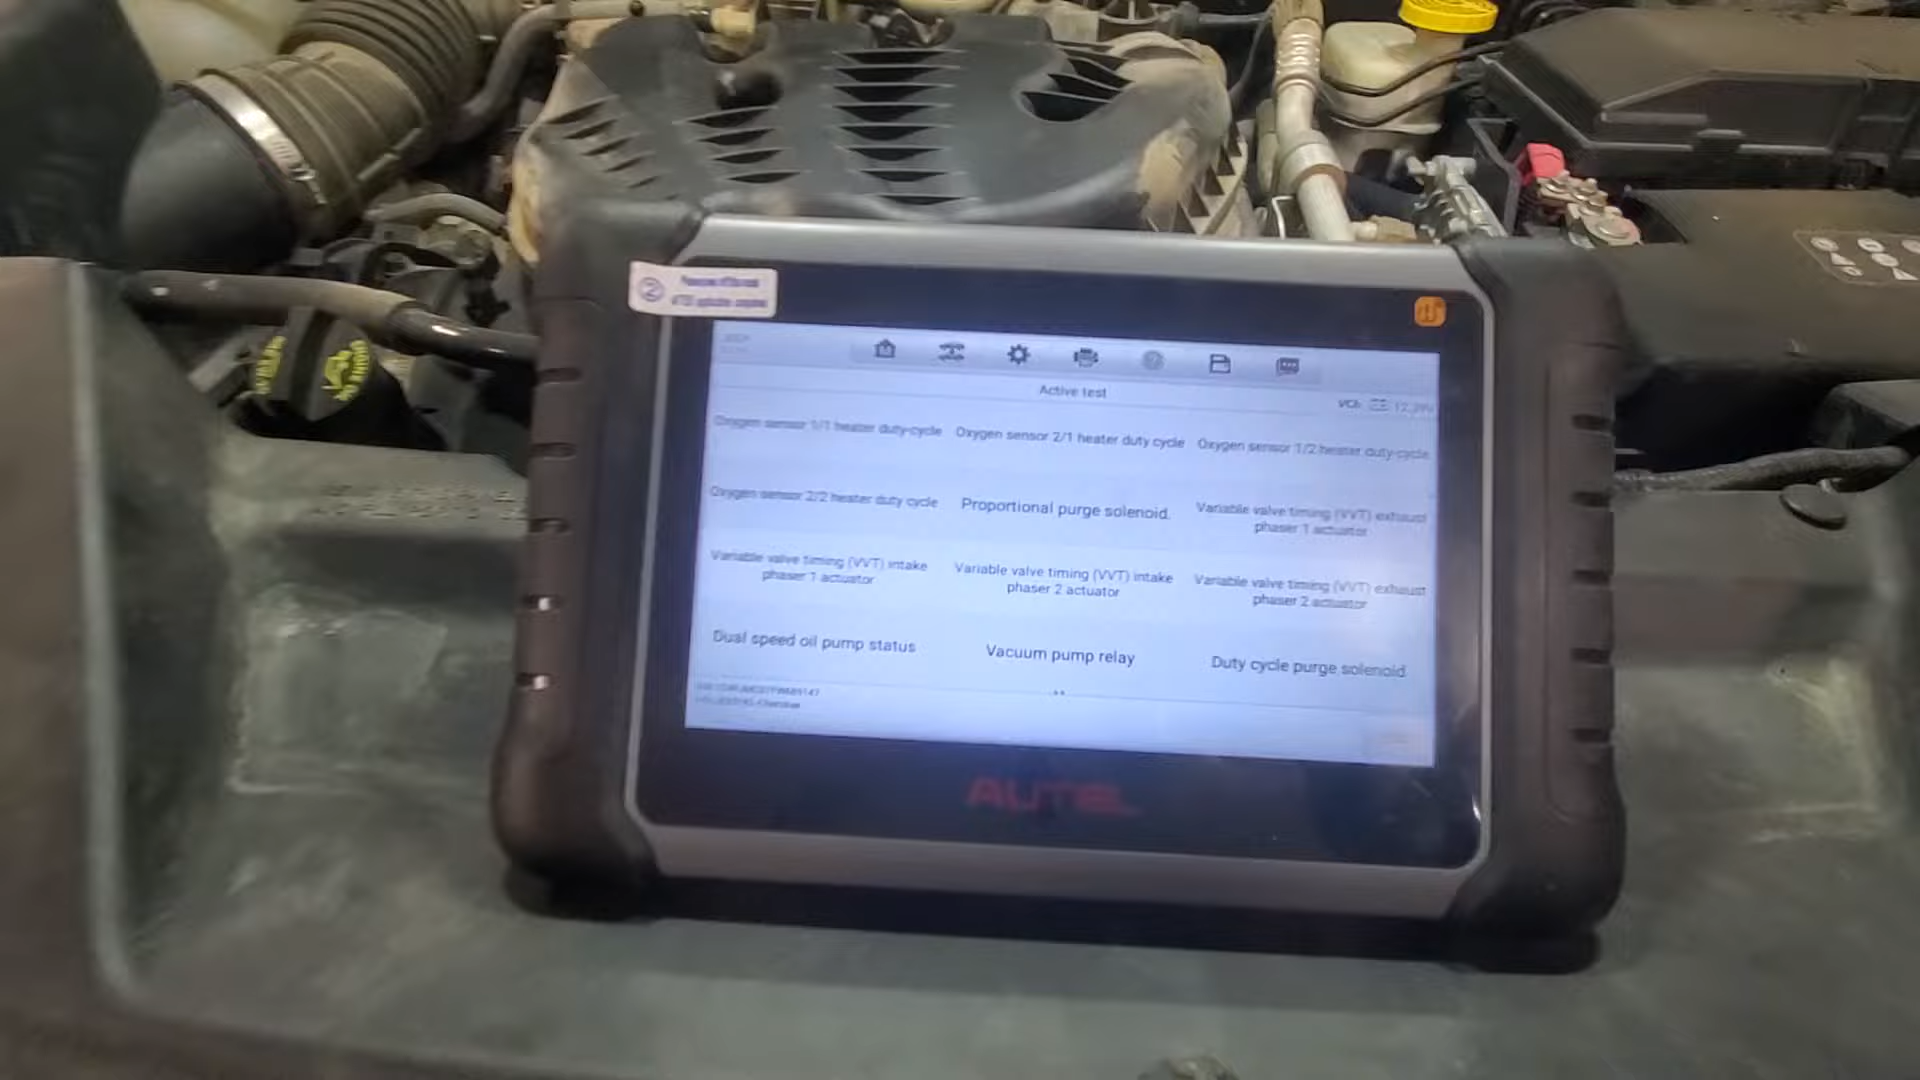 Active test
VCI
Oxygen sensor 1/1 heater duty-cycle
Oxygen sensor 2/1 heater duty cycle
Oxygen sensor 1/2 heater duty-cycle
Oxygen sensor 2/2 heater duty cycle
Proportional purge solenoid.
Variable valve timing (VVT) exhaust
phaser 1 actuator
Variable valve timing (VVT) intake
phaser 1 actuator
Variable valve timing (VVT) intake
phaser 2 actuator
Variable valve timing (VVT) exhaust
phaser 2 actuator
Dual speed oil pump status
Vacuum pump relay
Duty cycle purge solenoid
AUTEL